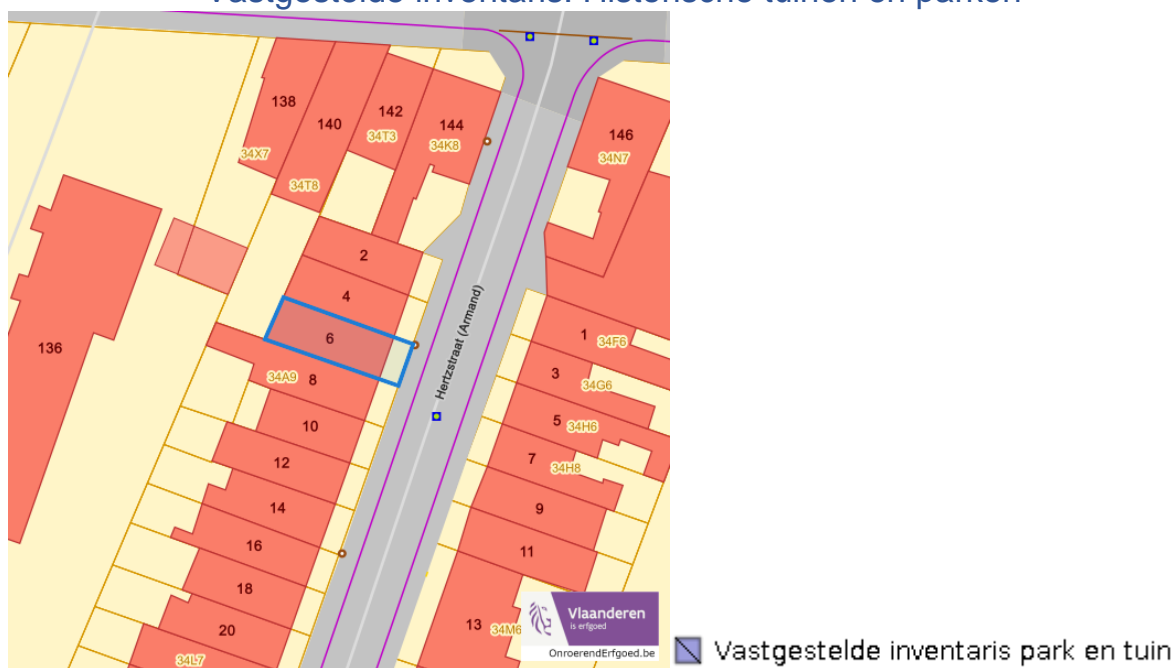 Vastgestelde inventaris: Historische tuinen en parken
138
140
142
144
146
34X7
34T8
34T3
34K8
34N7
2
4
6
8
34A9
10
12
14
16
18
20
34L7
136
Hertzstraat (Armand)
1
34F6
3
34G6
5
34H6
7
34H8
9
11
13
34M6
Vlaanderen
is erfgoed
OnroerendErfgoed.be
Vastgestelde inventaris park en tuin